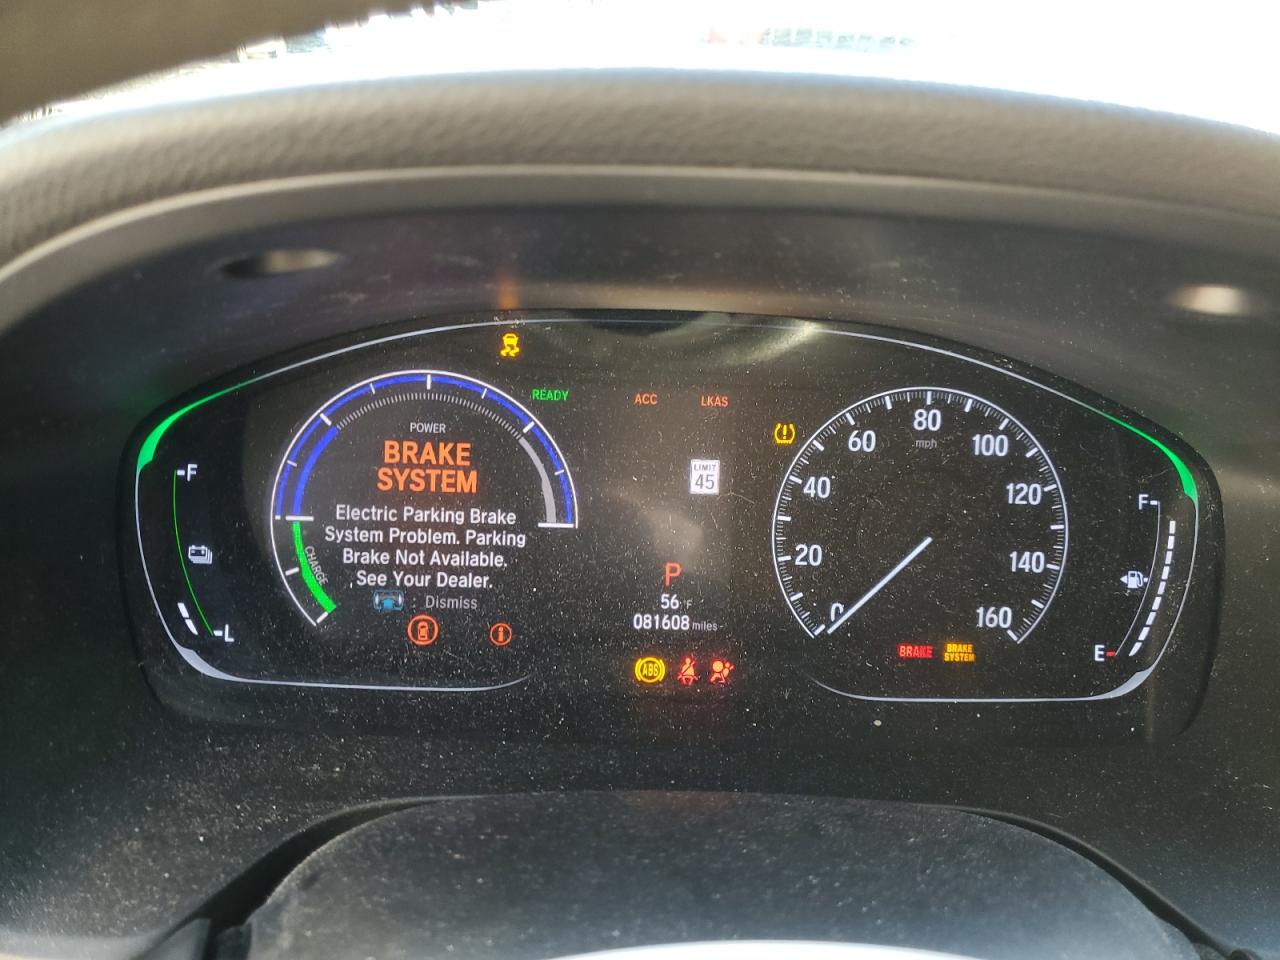 READY
ACC
LKAS
POWER
BRAKE
SYSTEM
Electric Parking Brake
System Problem. Parking
Brake Not Available.
See Your Dealer.
: Dismiss
CHARGE
F
L
LIMIT
45
P
56°F
081608 miles
ABS
0
20
40
60
80
100
120
140
160
mph
BRAKE
BRAKE
SYSTEM
F
E